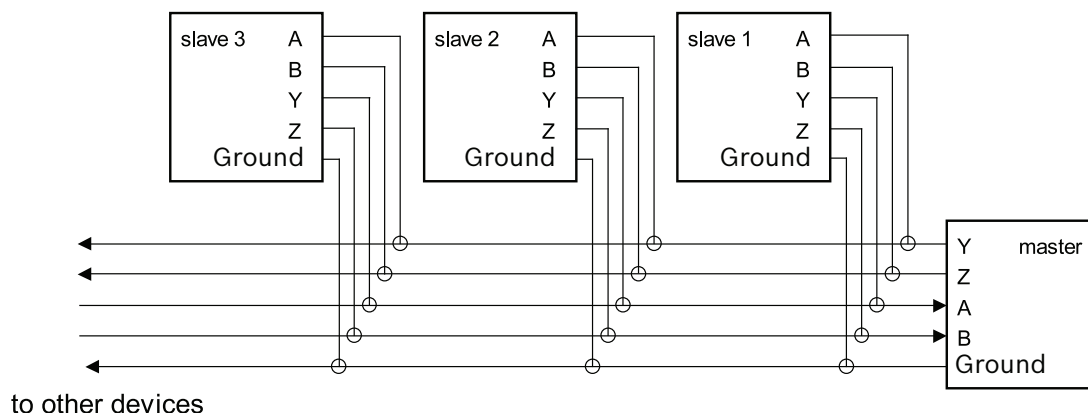 slave 3
A
B
Y
Z
Ground
slave 2
A
B
Y
Z
Ground
slave 1
A
B
Y
Z
Ground
master
Y
Z
A
B
Ground
to other devices